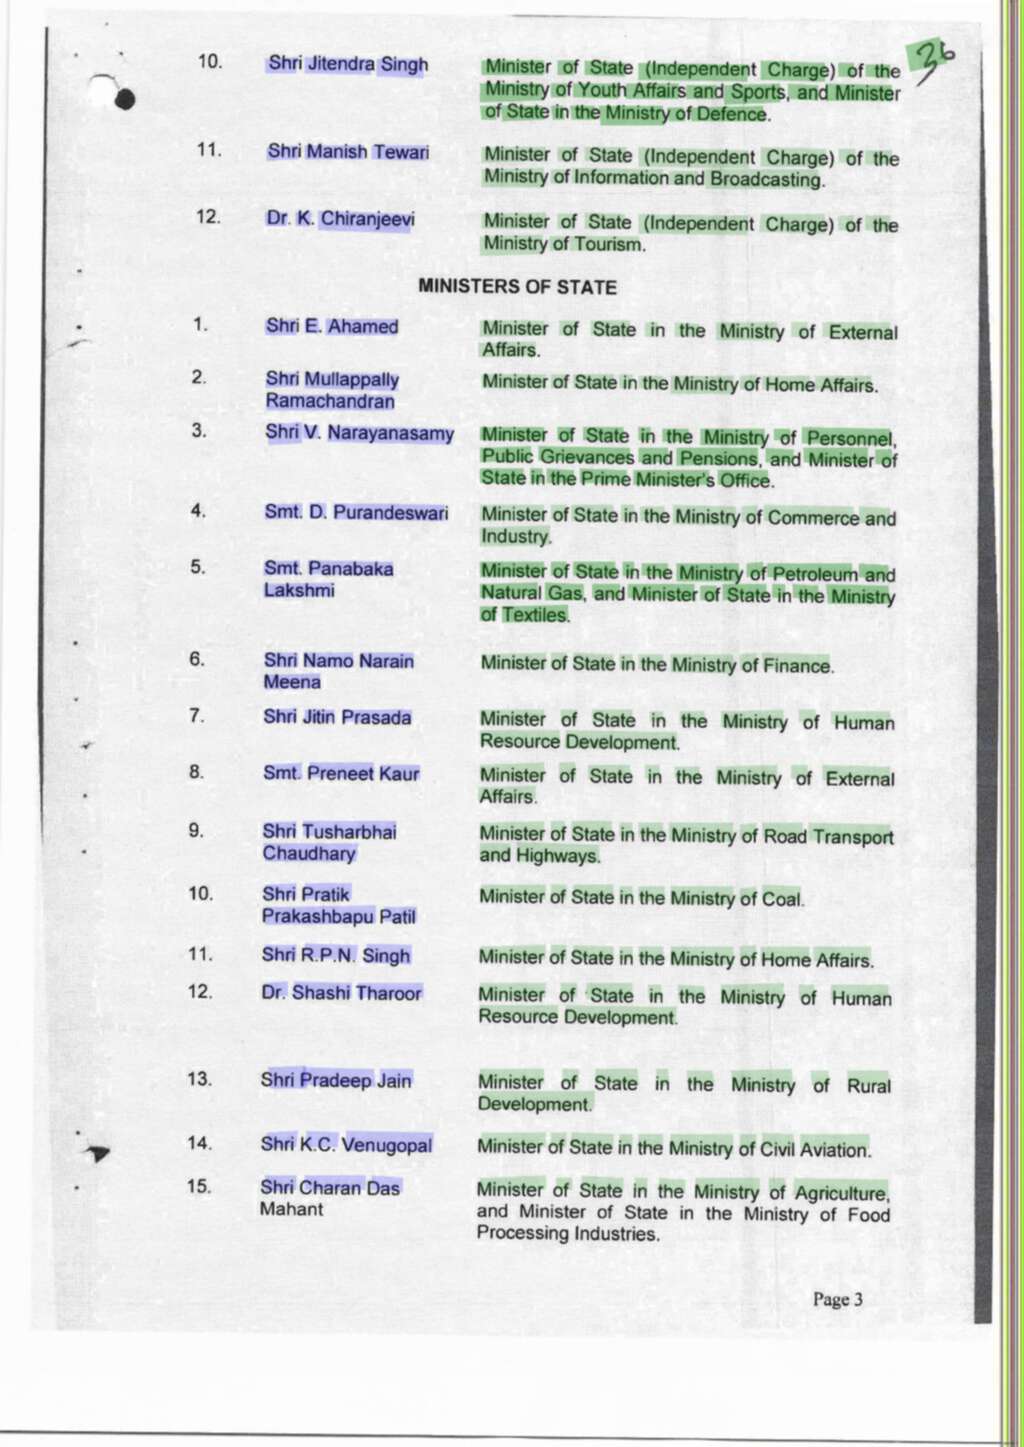 36
10. Shri Jitendra Singh Minister of State (Independent Charge) of the
Ministry of Youth Affairs and Sports, and Minister
of State in the Ministry of Defence.
11. Shri Manish Tewari Minister of State (Independent Charge) of the
Ministry of Information and Broadcasting.
12. Dr. K. Chiranjeevi Minister of State (Independent Charge) of the
Ministry of Tourism.
MINISTERS OF STATE
1. Shri E. Ahamed Minister of State in the Ministry of External
Affairs.
2. Shri Mullappally Minister of State in the Ministry of Home Affairs.
Ramachandran
3. Shri V. Narayanasamy Minister of State in the Ministry of Personnel,
Public Grievances and Pensions, and Minister of
State in the Prime Minister's Office.
4. Smt. D. Purandeswari Minister of State in the Ministry of Commerce and
Industry.
5. Smt. Panabaka Minister of State in the Ministry of Petroleum and
Lakshmi Natural Gas, and Minister of State in the Ministry
of Textiles.
6. Shri Namo Narain Minister of State in the Ministry of Finance.
Meena
7. Shri Jitin Prasada Minister of State in the Ministry of Human
Resource Development.
8. Smt. Preneet Kaur Minister of State in the Ministry of External
Affairs.
9. Shri Tusharbhai Minister of State in the Ministry of Road Transport
Chaudhary and Highways.
10. Shri Pratik Minister of State in the Ministry of Coal.
Prakashbapu Patil
11. Shri R.P.N. Singh Minister of State in the Ministry of Home Affairs.
12. Dr. Shashi Tharoor Minister of State in the Ministry of Human
Resource Development.
13. Shri Pradeep Jain Minister of State in the Ministry of Rural
Development.
14. Shri K.C. Venugopal Minister of State in the Ministry of Civil Aviation.
15. Shri Charan Das Minister of State in the Ministry of Agriculture,
Mahant and Minister of State in the Ministry of Food
Processing Industries.
Page 3